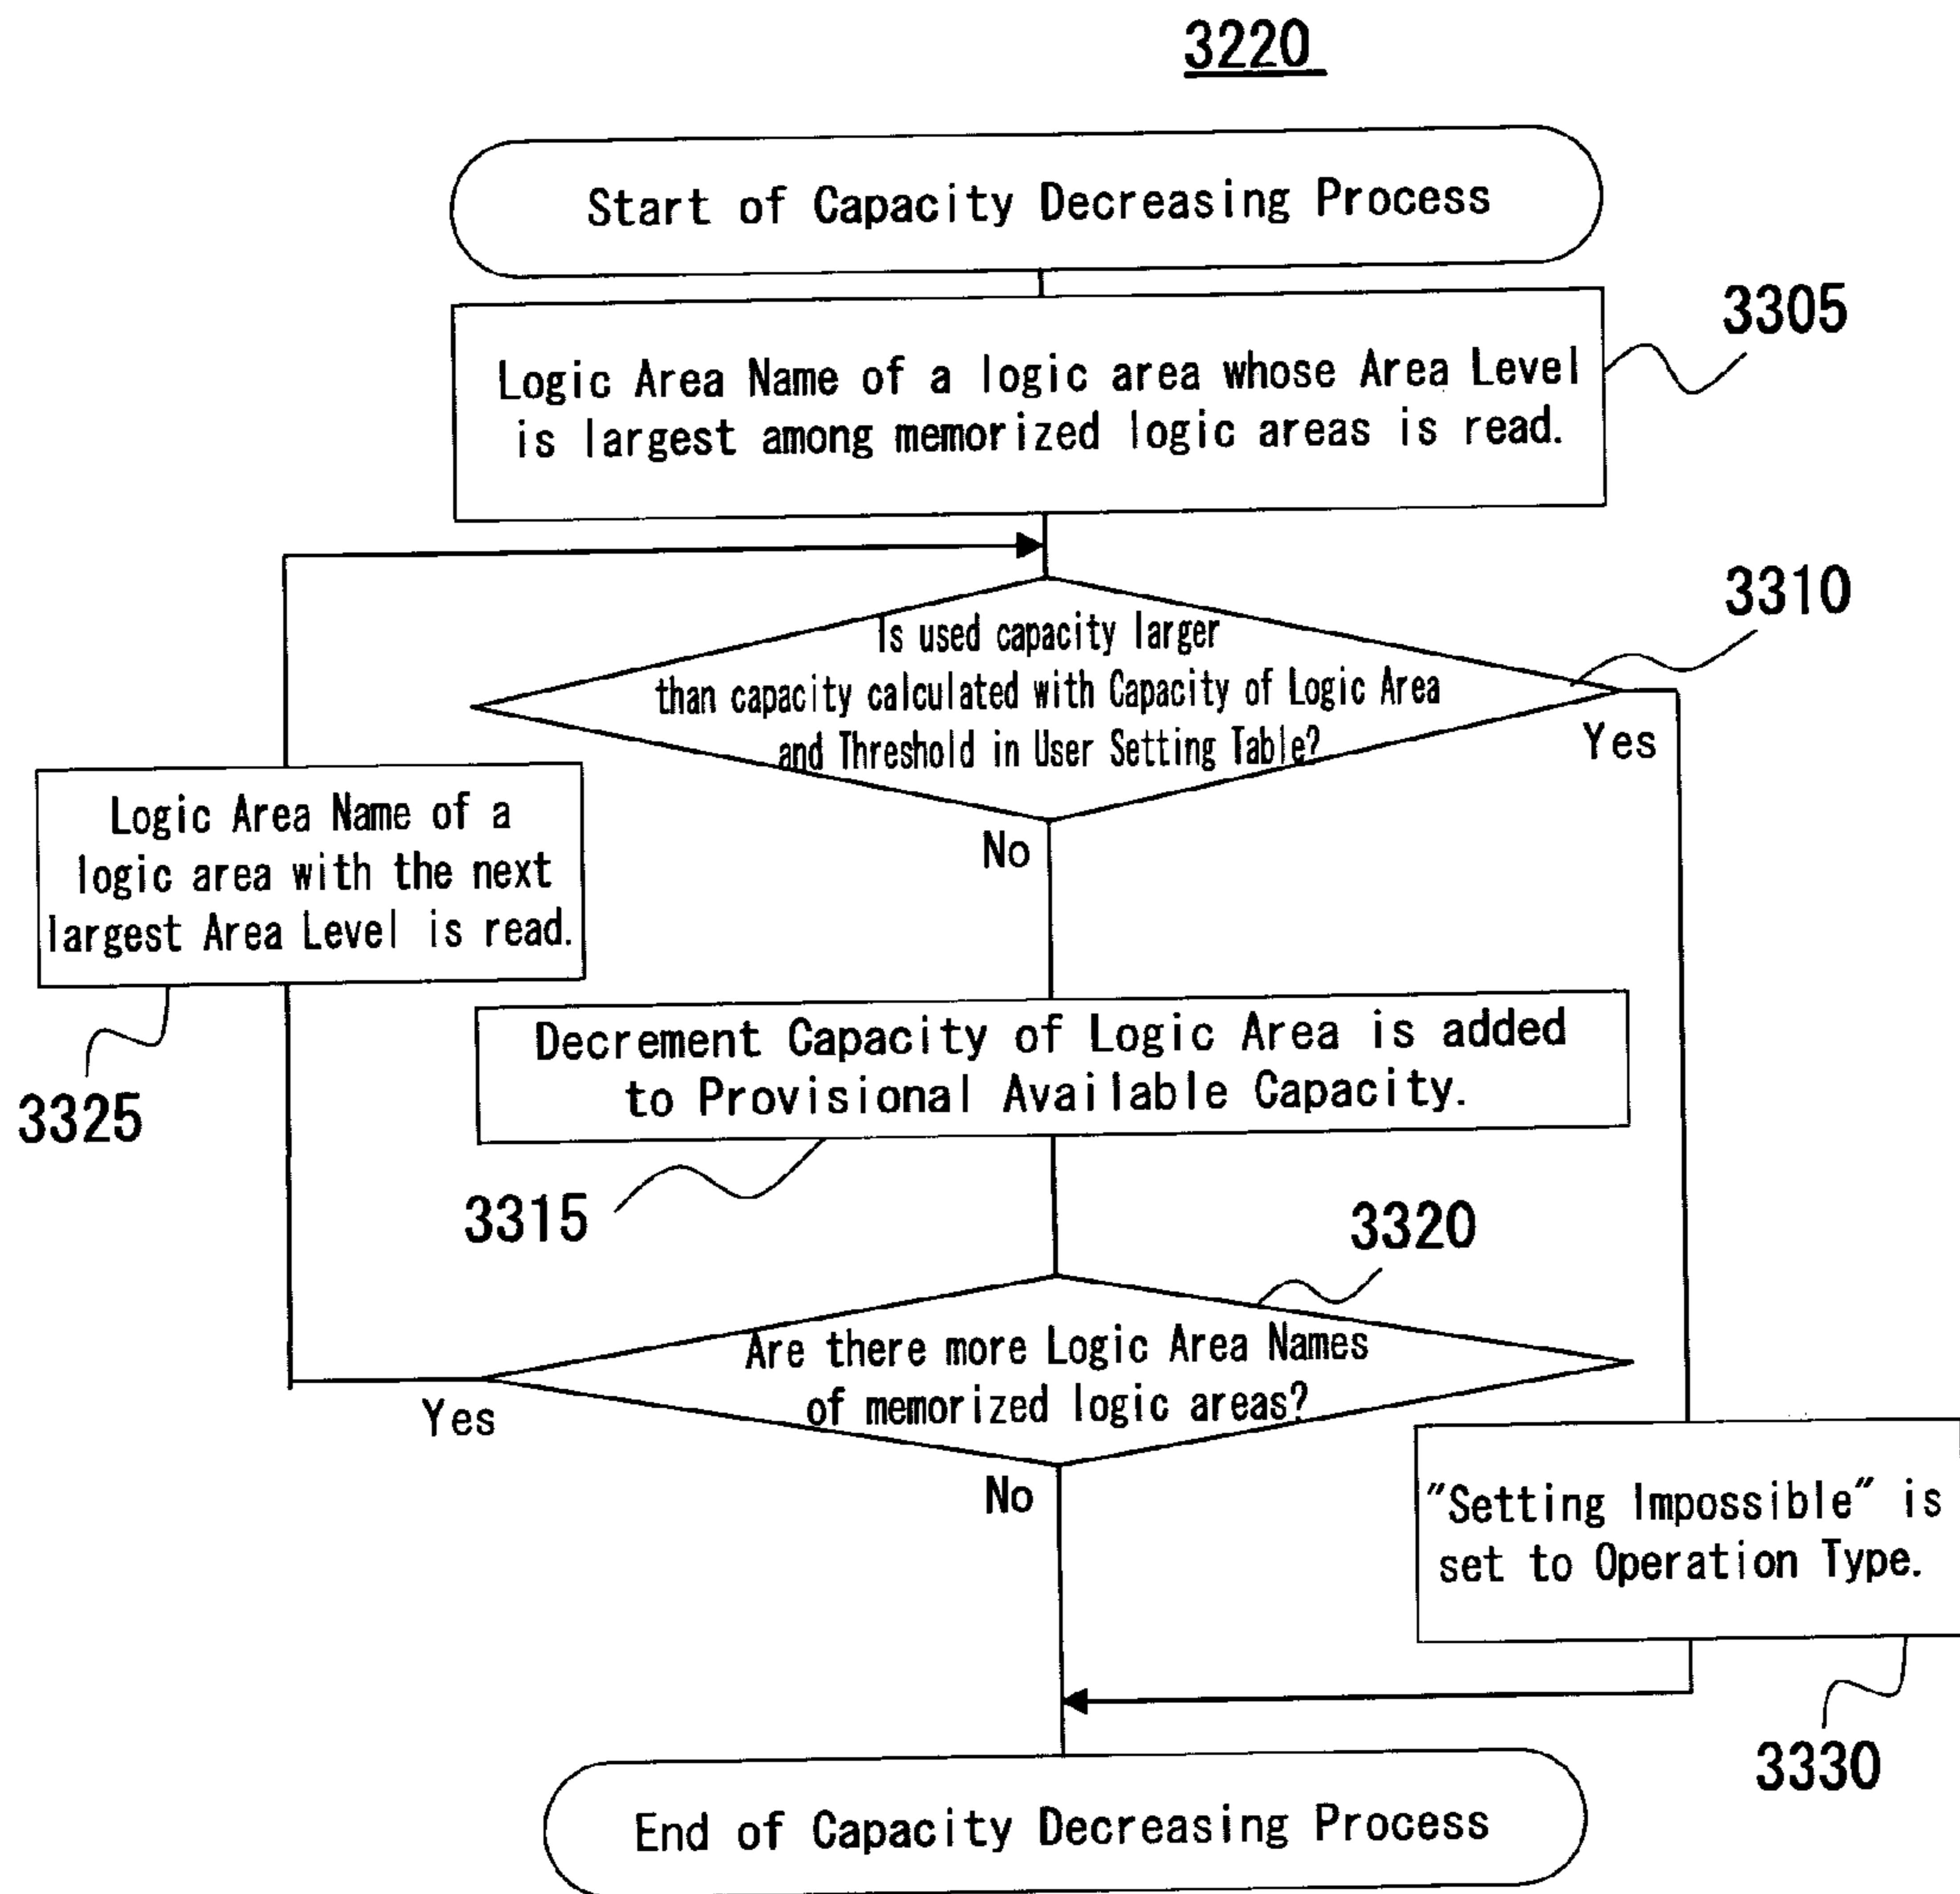 3220
Start of Capacity Decreasing Process
3305
Logic Area Name of a logic area whose Area Level
is largest among memorized logic areas is read.
3310
Is used capacity larger
than capacity calculated with Capacity of Logic Area
and Threshold in User Setting Table?
Yes
No
Logic Area Name of a
logic area with the next
largest Area Level is read.
3325
Decrement Capacity of Logic Area is added
to Provisional Available Capacity.
3315
3320
Are there more Logic Area Names
of memorized logic areas?
Yes
No
"Setting Impossible" is
set to Operation Type.
3330
End of Capacity Decreasing Process